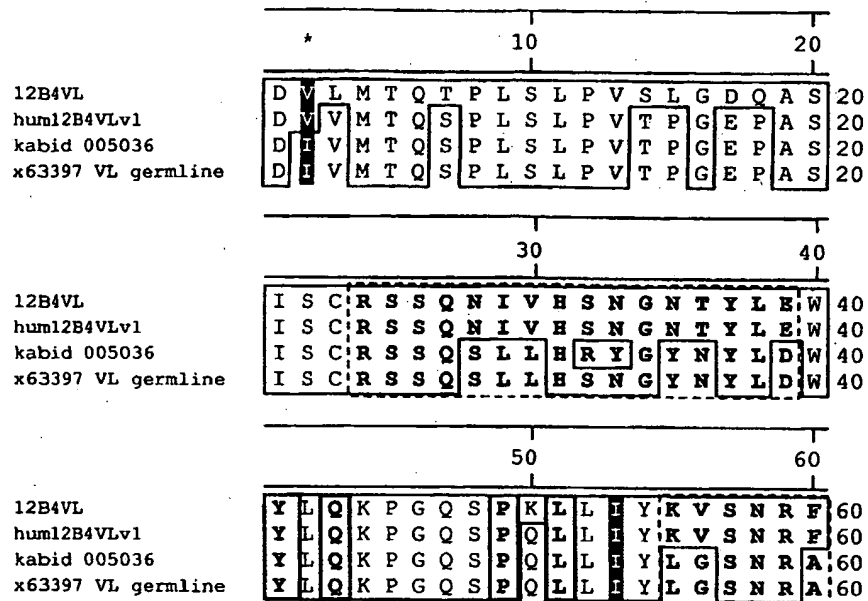 * 10 20
12B4VL D V L M T Q T P L S L P V S L G D Q A S 20
hum12B4VLv1 D V V M T Q S P L S L P V T P G E P A S 20
kabid 005036 D I V M T Q S P L S L P V T P G E P A S 20
x63397 VL germline D I V M T Q S P L S L P V T P G E P A S 20
30 40
12B4VL I S C R S S Q N I V H S N G N T Y L E W 40
hum12B4VLv1 I S C R S S Q N I V H S N G N T Y L E W 40
kabid 005036 I S C R S S Q S L L H R Y G Y N Y L D W 40
x63397 VL germline I S C R S S Q S L L H S N G Y N Y L D W 40
50 60
12B4VL Y L Q K P G Q S P K L L I Y K V S N R F 60
hum12B4VLv1 Y L Q K P G Q S P Q L L I Y K V S N R F 60
kabid 005036 Y L Q K P G Q S P Q L L I Y L G S N R A 60
x63397 VL germline Y L Q K P G Q S P Q L L I Y L G S N R A 60